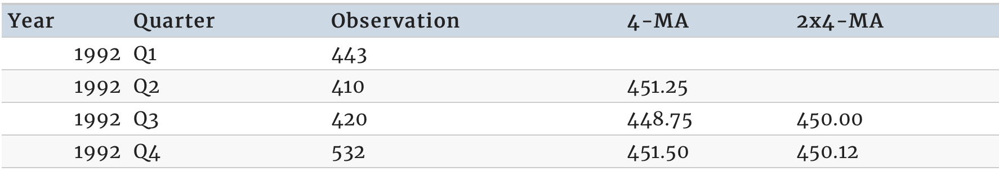 Year Quarter Observation 4-MA 2x4-MA
1992 Q1 443
1992 Q2 410 451.25
1992 Q3 420 448.75 450.00
1992 Q4 532 451.50 450.12